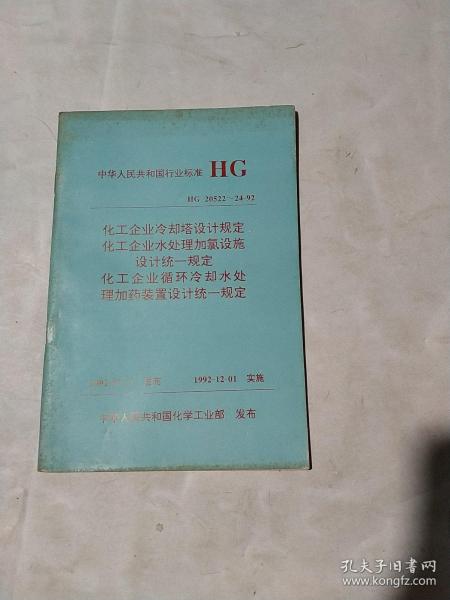 中华人民共和国行业标准 HG
HG 20522~24-92
化工企业冷却塔设计规定
化工企业水处理加氯设施
设计统一规定
化工企业循环冷却水处
理加药装置设计统一规定
发布 1992-12-01 实施
中华人民共和国化学工业部 发布
孔夫子旧书网
www.kongfz.com